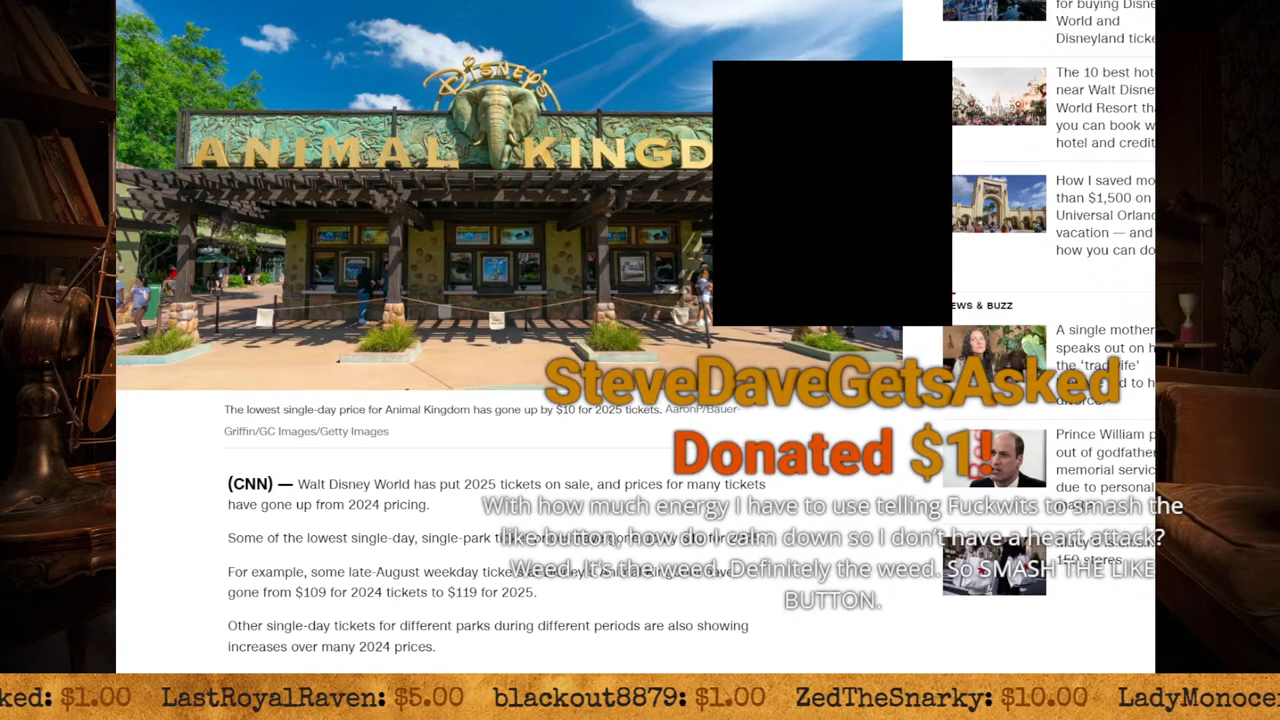 DISNEY'S
ANIMAL KINGD
The lowest single-day price for Animal Kingdom has gone up by $10 for 2025 tickets. AaronP/Bauer-
Griffin/GC Images/Getty Images
(CNN) — Walt Disney World has put 2025 tickets on sale, and prices for many tickets
have gone up from 2024 pricing.
Some of the lowest single-day, single-park
For example, some late-August weekday
gone from $109 for 2024 tickets to $119 for 2025.
Other single-day tickets for different parks during different periods are also showing
increases over many 2024 prices.
for buying Disne
World and
Disneyland ticke
The 10 best hot
near Walt Disne
World Resort th
you can book w
hotel and credit
How I saved mo
than $1,500 on
Universal Orlan
vacation — and
how you can do
EWS & BUZZ
A single mother
speaks out on h
the 'trad
Prince William p
out of godfather
memorial servic
due to personal
SteveDaveGetsAsked
Donated $1!
With how much energy I have to use telling Fuckwits to smash the
like button, how do I calm down so I don't have a heart attack?
Weed. It's the weed. Definitely the weed. So SMASH THE LIKE
BUTTON.
ked: $1.00 LastRoyalRaven: $5.00 blackout8879: $1.00 ZedTheSnarky: $10.00 LadyMonoce